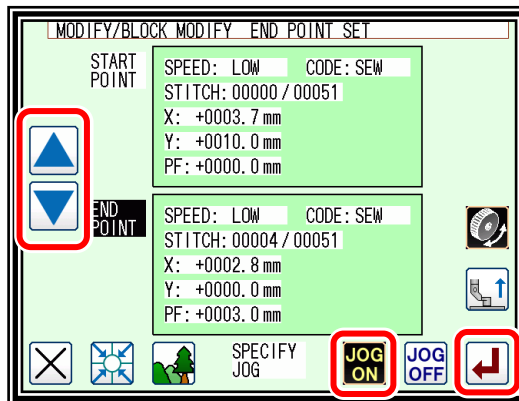 MODIFY/BLOCK MODIFY END POINT SET
START
POINT
SPEED: LOW CODE: SEW
STITCH: 00000 / 00051
X: +0003.7 mm
Y: +0010.0 mm
PF: +0000.0 mm
END
POINT
SPEED: LOW CODE: SEW
STITCH: 00004 / 00051
X: +0002.8 mm
Y: +0000.0 mm
PF: +0003.0 mm
SPECIFY
JOG
JOG
ON
JOG
OFF